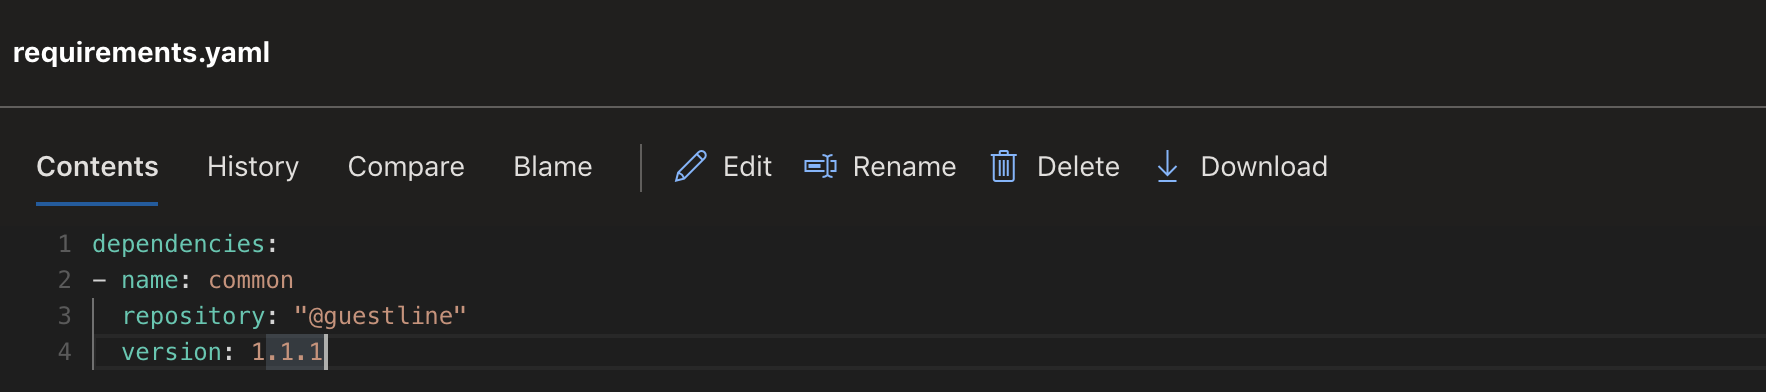 requirements.yaml
Contents History Compare Blame Edit Rename Delete Download
1 dependencies:
2 - name: common
3   repository: "@guestline"
4   version: 1.1.1